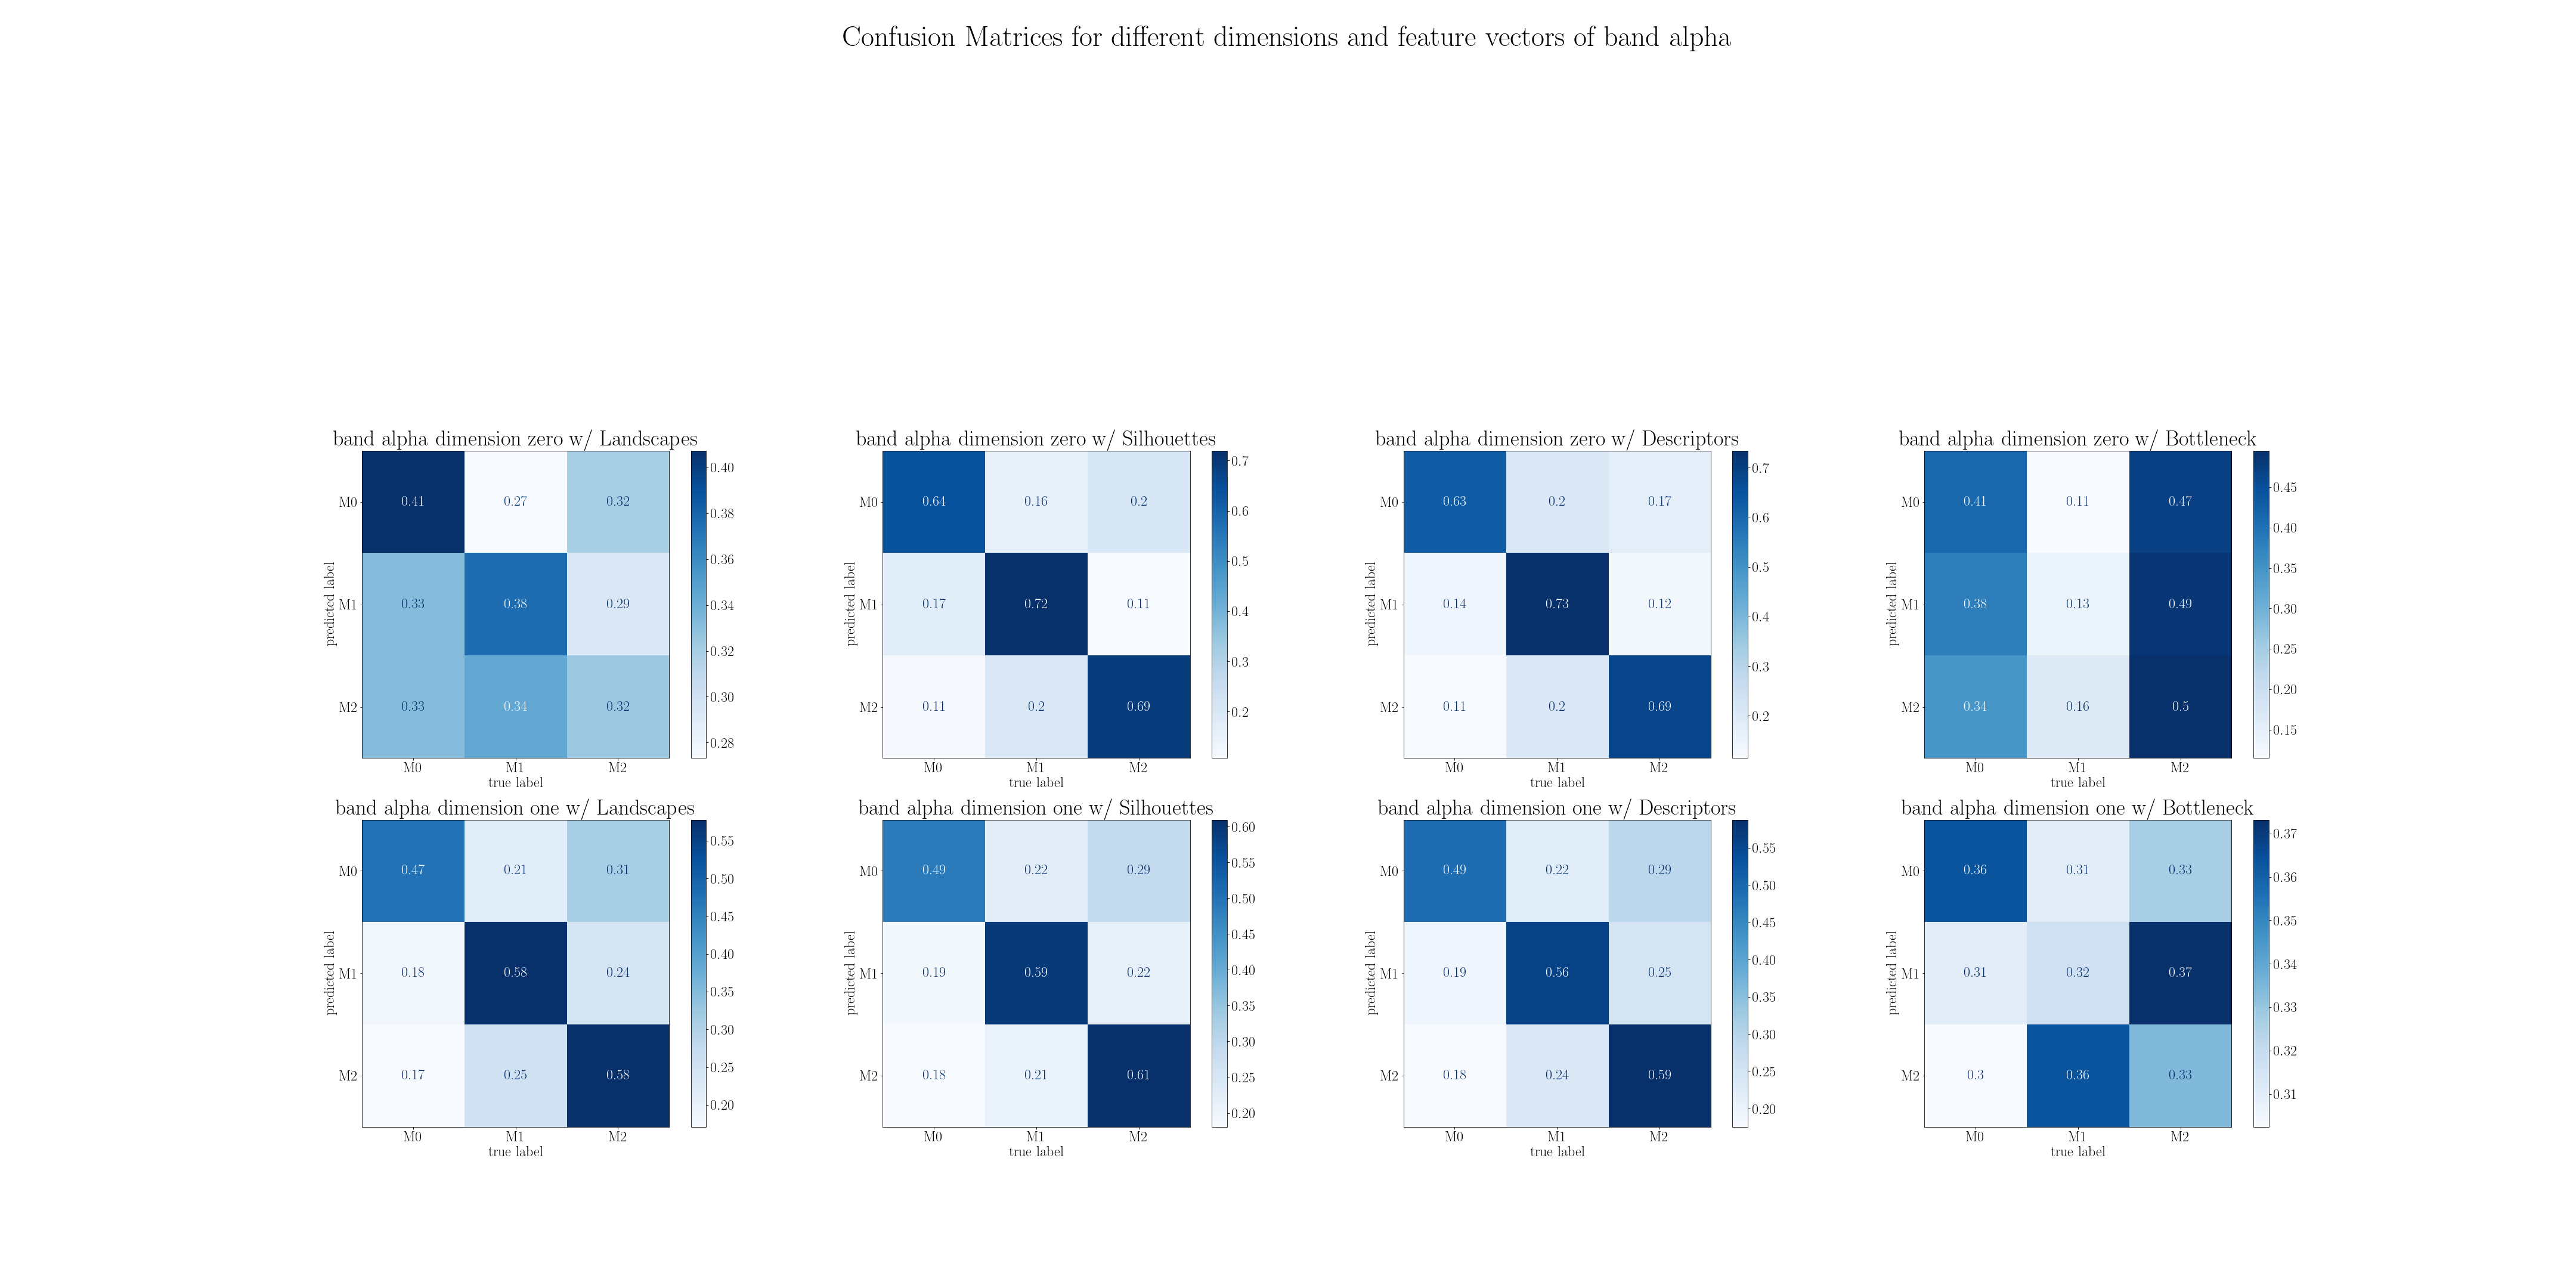 Confusion Matrices for different dimensions and feature vectors of band alpha
band alpha dimension zero w/ Landscapes
M0
M1
M2
predicted label
0.41 0.27 0.32
0.33 0.38 0.29
0.33 0.34 0.32
M0 M1 M2
true label
0.40
0.38
0.36
0.34
0.32
0.30
0.28
band alpha dimension zero w/ Silhouettes
M0
M1
M2
predicted label
0.64 0.16 0.2
0.17 0.72 0.11
0.11 0.2 0.69
M0 M1 M2
true label
0.7
0.6
0.5
0.4
0.3
0.2
band alpha dimension zero w/ Descriptors
M0
M1
M2
predicted label
0.63 0.2 0.17
0.14 0.73 0.12
0.11 0.2 0.69
M0 M1 M2
true label
0.7
0.6
0.5
0.4
0.3
0.2
band alpha dimension zero w/ Bottleneck
M0
M1
M2
predicted label
0.41 0.11 0.47
0.38 0.13 0.49
0.34 0.16 0.5
M0 M1 M2
true label
0.45
0.40
0.35
0.30
0.25
0.20
0.15
band alpha dimension one w/ Landscapes
M0
M1
M2
predicted label
0.47 0.21 0.31
0.18 0.58 0.24
0.17 0.25 0.58
M0 M1 M2
true label
0.55
0.50
0.45
0.40
0.35
0.30
0.25
0.20
band alpha dimension one w/ Silhouettes
M0
M1
M2
predicted label
0.49 0.22 0.29
0.19 0.59 0.22
0.18 0.21 0.61
M0 M1 M2
true label
0.60
0.55
0.50
0.45
0.40
0.35
0.30
0.25
0.20
band alpha dimension one w/ Descriptors
M0
M1
M2
predicted label
0.49 0.22 0.29
0.19 0.56 0.25
0.18 0.24 0.59
M0 M1 M2
true label
0.55
0.50
0.45
0.40
0.35
0.30
0.25
0.20
band alpha dimension one w/ Bottleneck
M0
M1
M2
predicted label
0.36 0.31 0.33
0.31 0.32 0.37
0.3 0.36 0.33
M0 M1 M2
true label
0.37
0.36
0.35
0.34
0.33
0.32
0.31